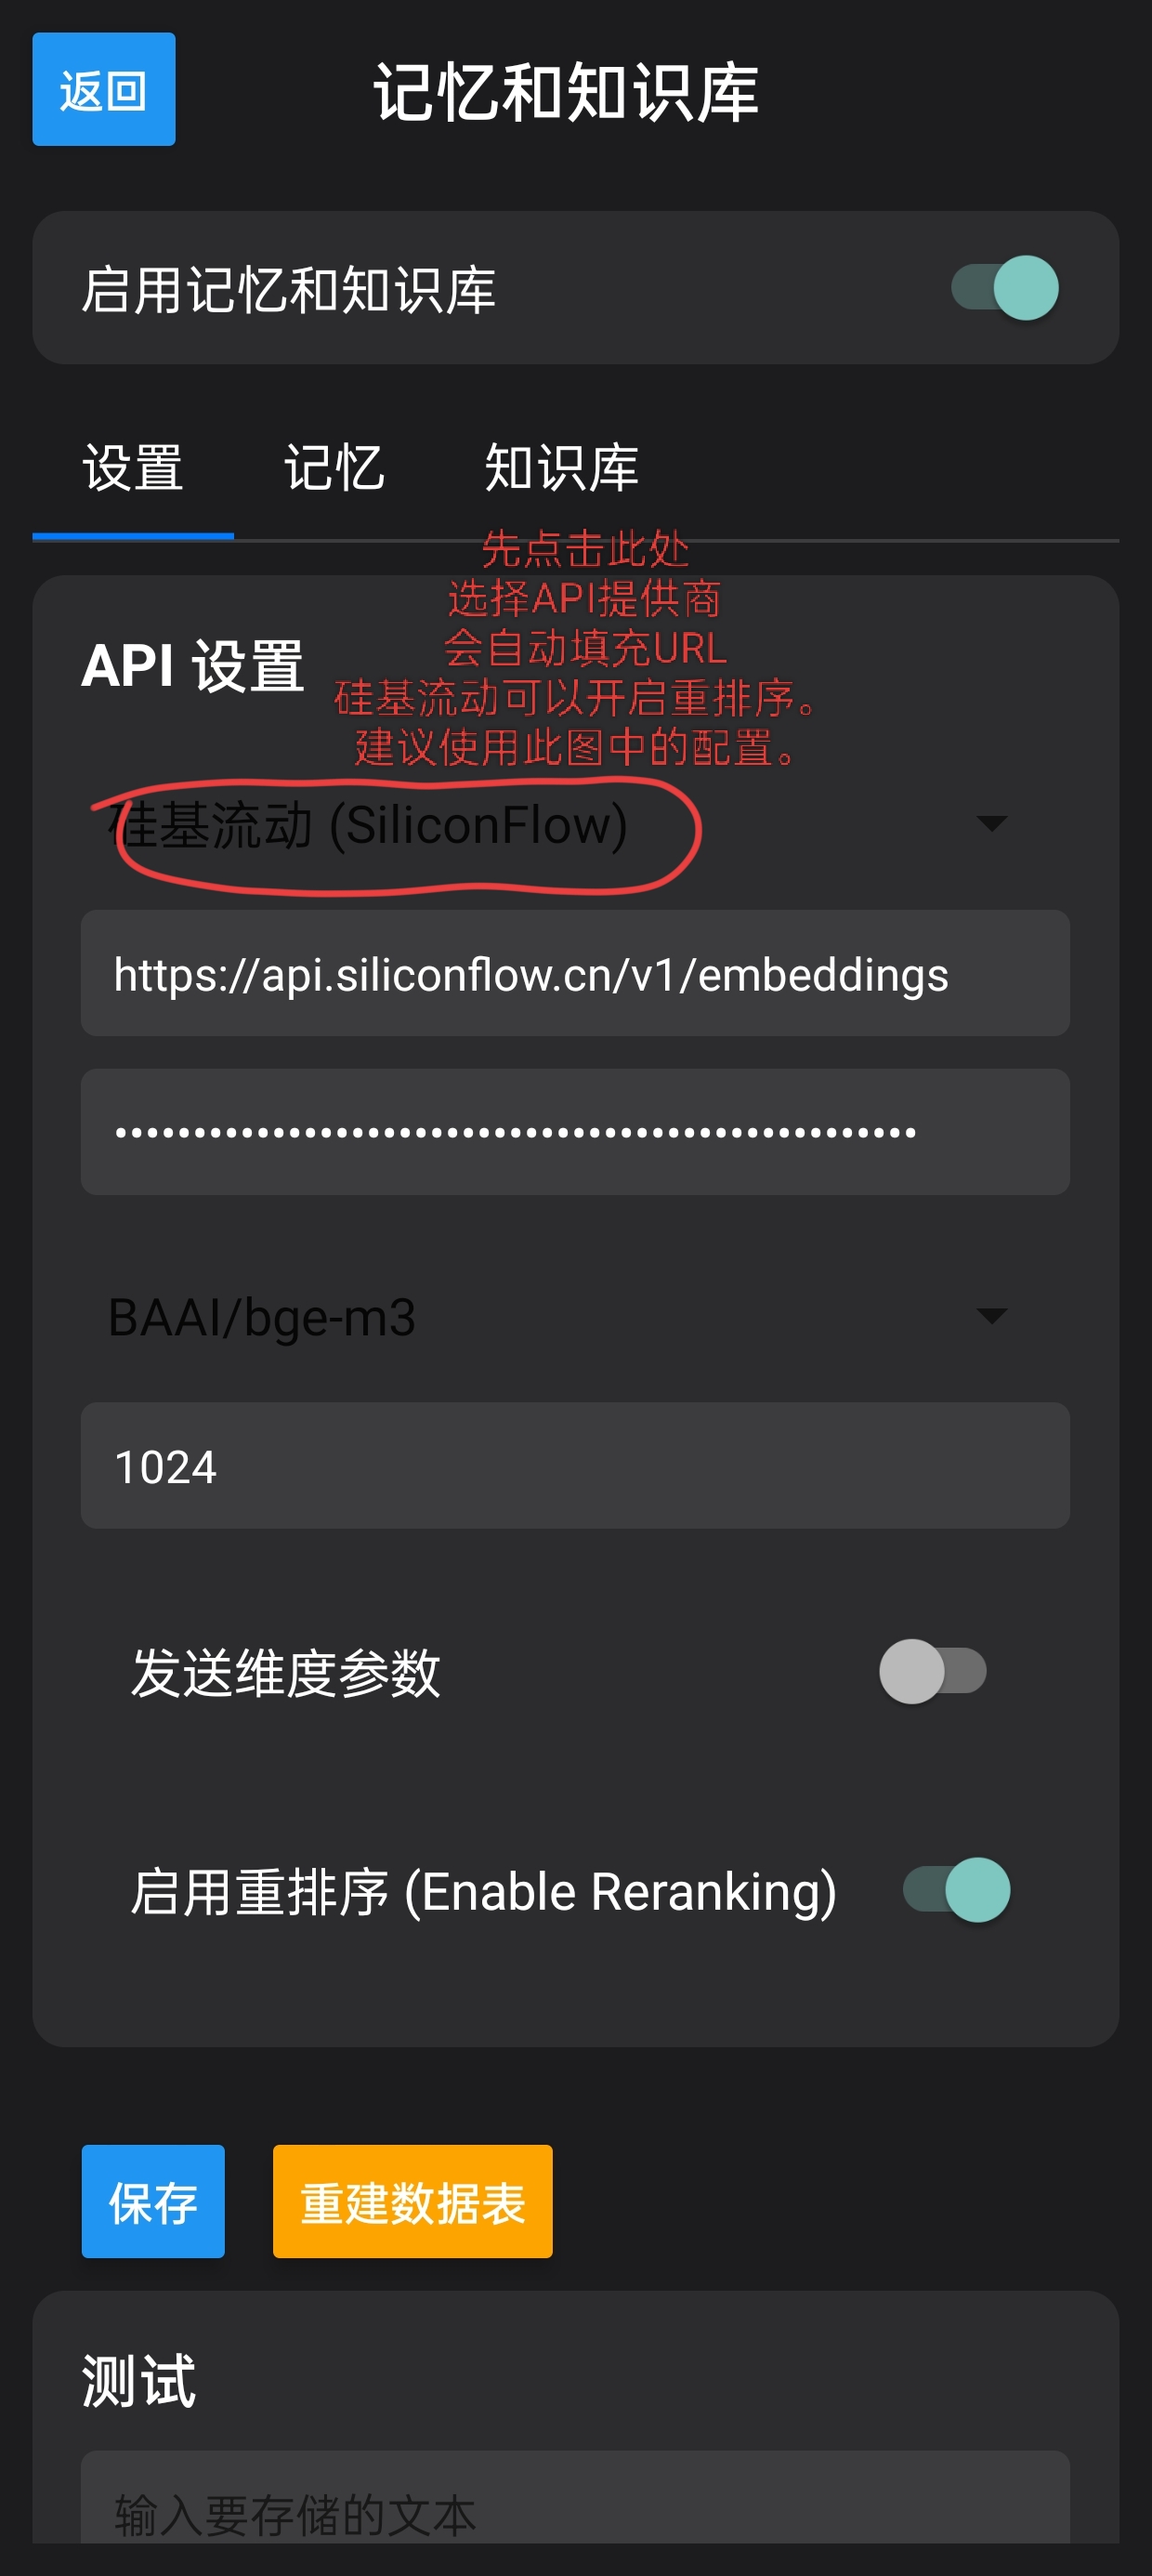 返回
记忆和知识库
启用记忆和知识库
设置 记忆 知识库
先点击此处
选择API提供商
会自动填充URL
API 设置
硅基流动可以开启重排序。
建议使用此图中的配置。
硅基流动 (SiliconFlow)
https://api.siliconflow.cn/v1/embeddings
•••••••••••••••••••••••••••••••••••••••••••••••••••
BAAI/bge-m3
1024
发送维度参数
启用重排序 (Enable Reranking)
保存 重建数据表
测试
输入要存储的文本